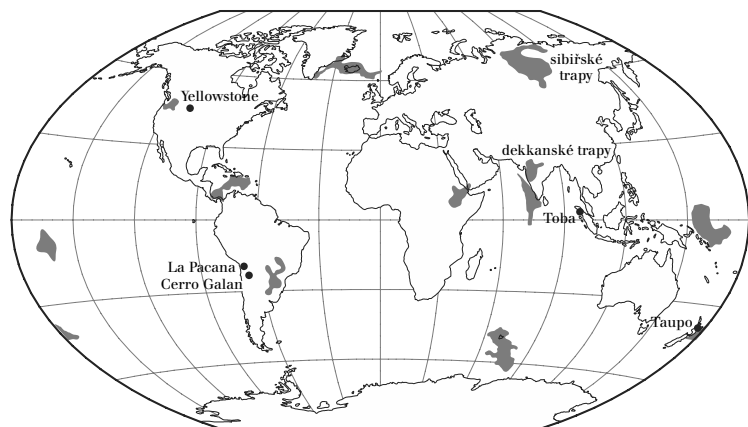 sibiřské
trapy
Yellowstone
dekkanské trapy
Toba
La Pacana
Cerro Galan
Taupo